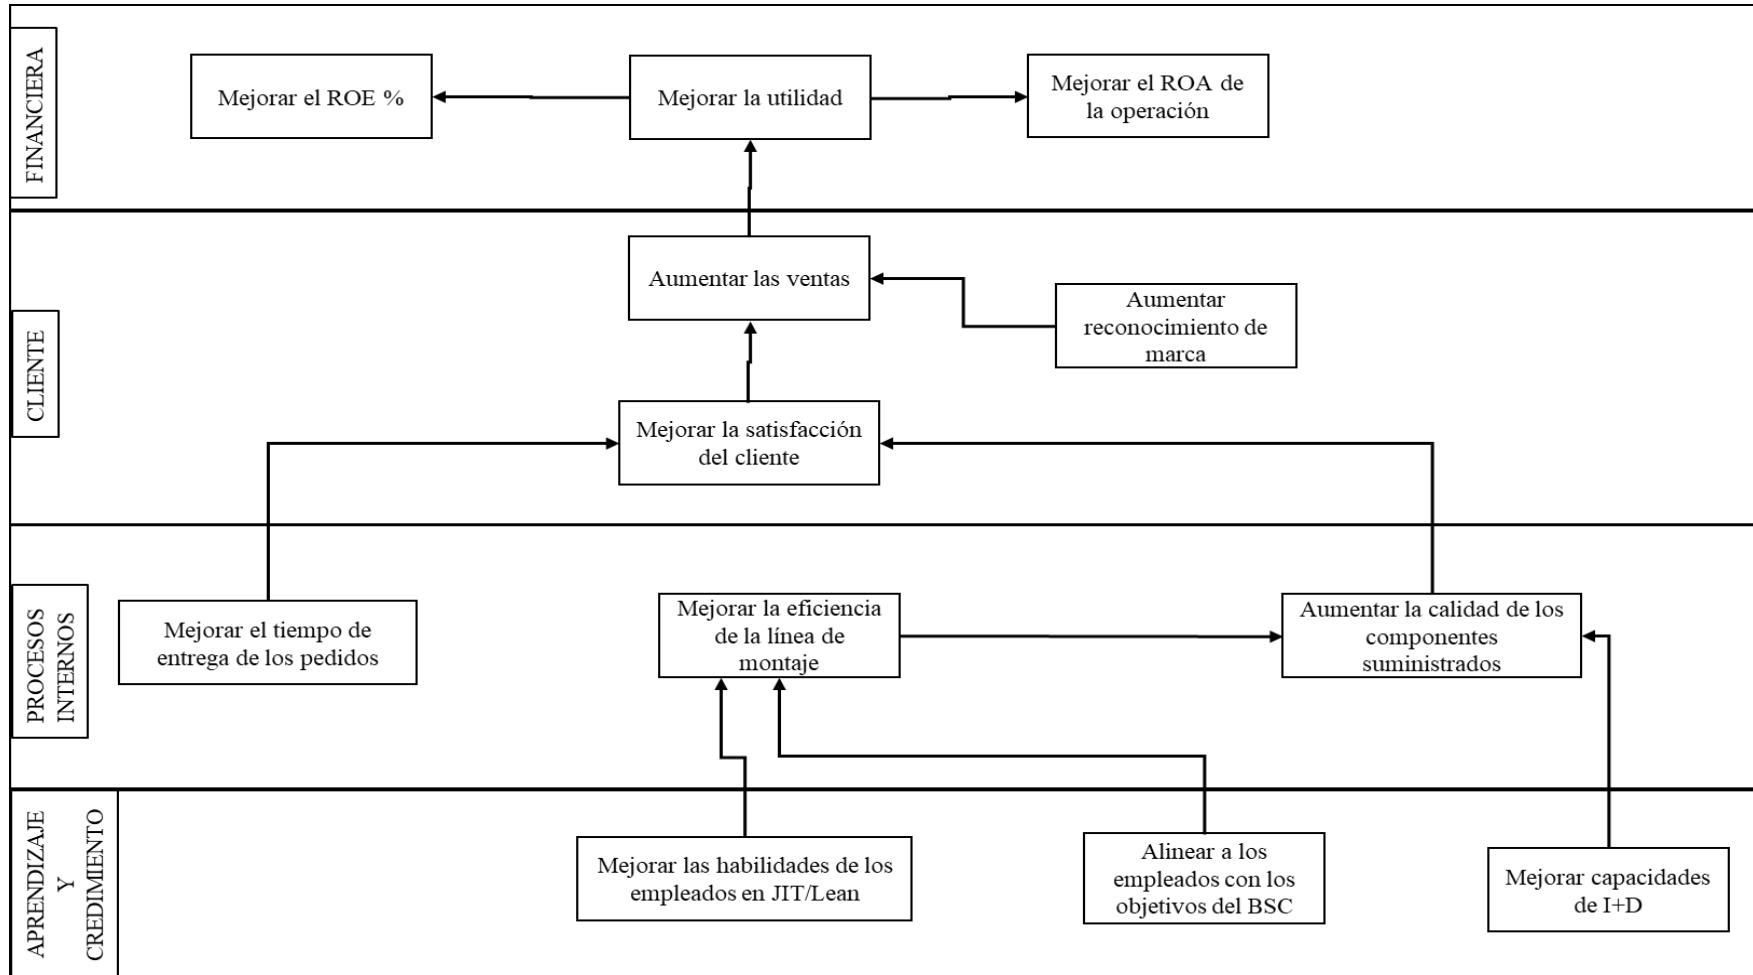 FINANCIERA
Mejorar el ROE %
Mejorar la utilidad
Mejorar el ROA de
la operación
CLIENTE
Aumentar las ventas
Aumentar
reconocimiento de
marca
Mejorar la satisfacción
del cliente
PROCESOS
INTERNOS
Mejorar el tiempo de
entrega de los pedidos
Mejorar la eficiencia
de la línea de
montaje
Aumentar la calidad de los
componentes
suministrados
APRENDIZAJE
Y
CREDIMIENTO
Mejorar las habilidades de los
empleados en JIT/Lean
Alinear a los
empleados con los
objetivos del BSC
Mejorar capacidades
de I+D